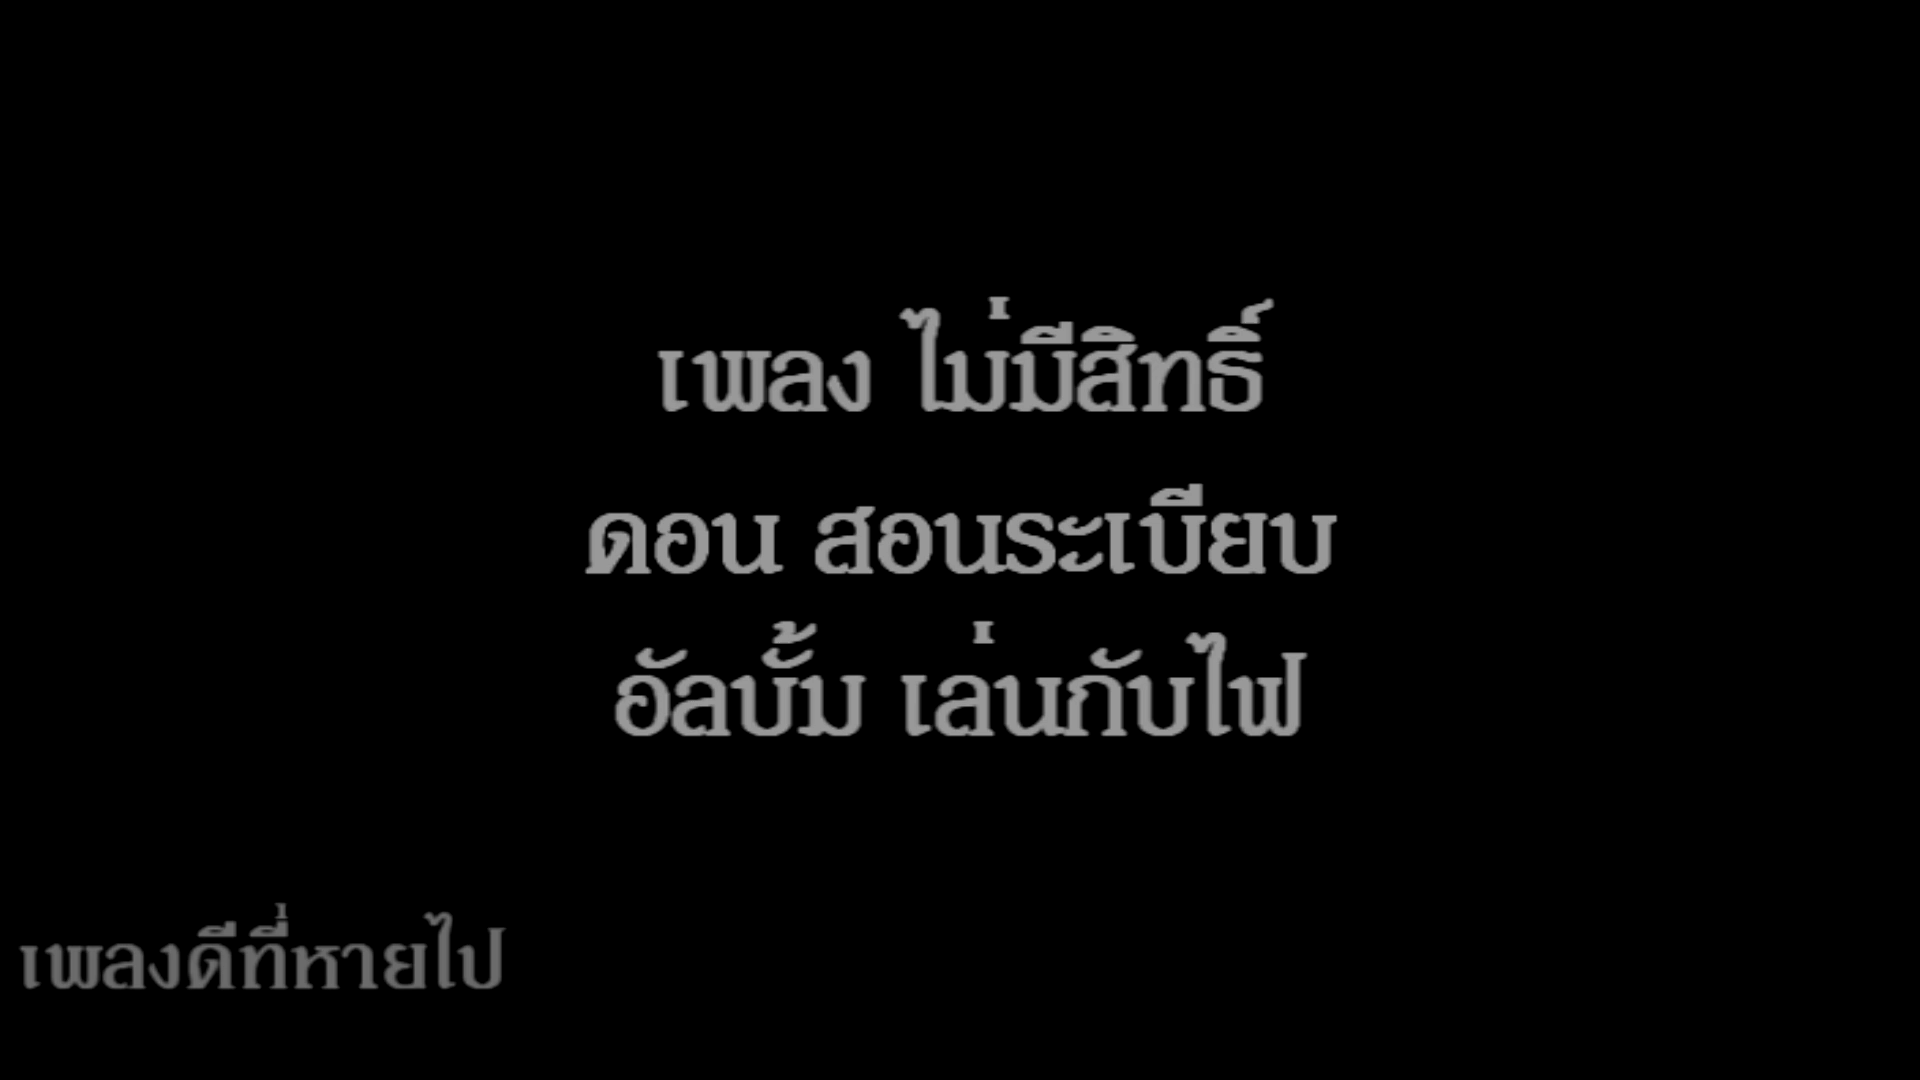 เพลง ไม่มีสิทธิ์
ดอน สอนระเบียบ
อัลบั้ม เล่นกับไฟ
เพลงดีที่หายไป